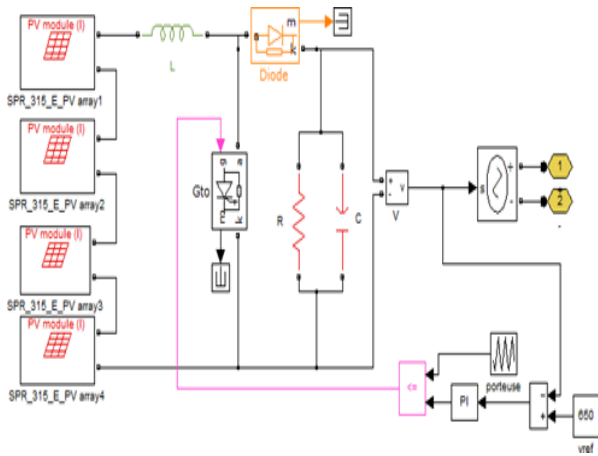 PV module (I)
SPR_315_E_PV array1
PV module (I)
SPR_315_E_PV array2
PV module (I)
SPR_315_E_PV array3
PV module (I)
SPR_315_E_PV array4
L
a
m
k
Diode
g
a
m
k
Gto
R
C
+
-
v
V
s
+
-
1
2
-
<=
porteuse
PI
-
+
650
vref